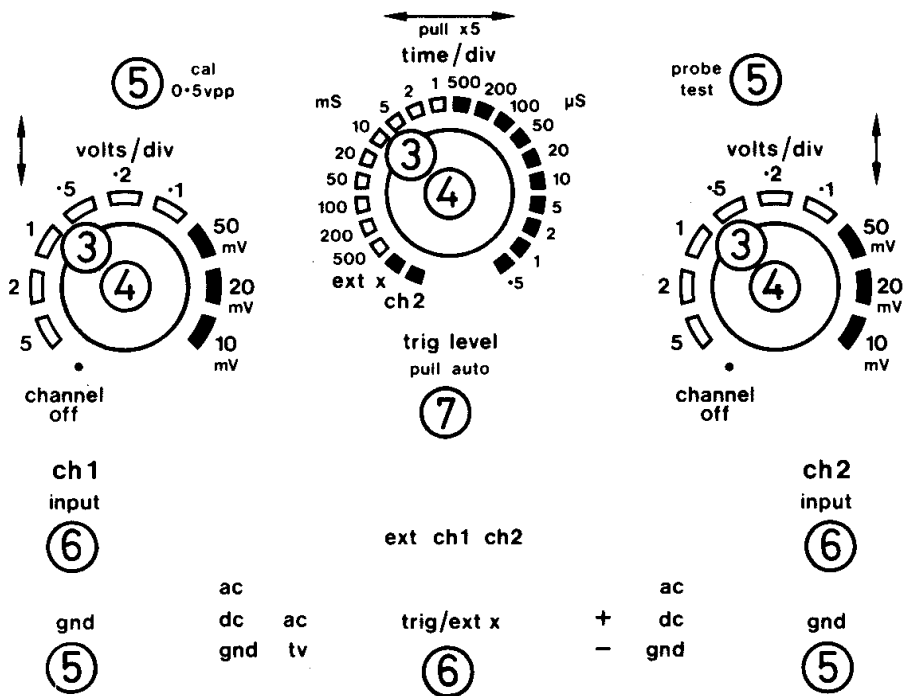 pull x5
time/div
5 cal
0·5vpp
probe
test 5
mS 10 5 2 1 500 200 100 µS
20 50
50 20
100 10
200 5
500 2
ext x 1
ch2 ·5
3
4
volts/div
5 2 1 ·5 ·2 ·1 50 mV
20 mV
10 mV
3
4
channel
off
volts/div
5 2 1 ·5 ·2 ·1 50 mV
20 mV
10 mV
3
4
channel
off
trig level
pull auto
7
ch1
input
6
ch2
input
6
ext ch1 ch2
ac
dc ac
gnd tv
trig/ext x
6
ac
+ dc
− gnd
gnd
5
gnd
5